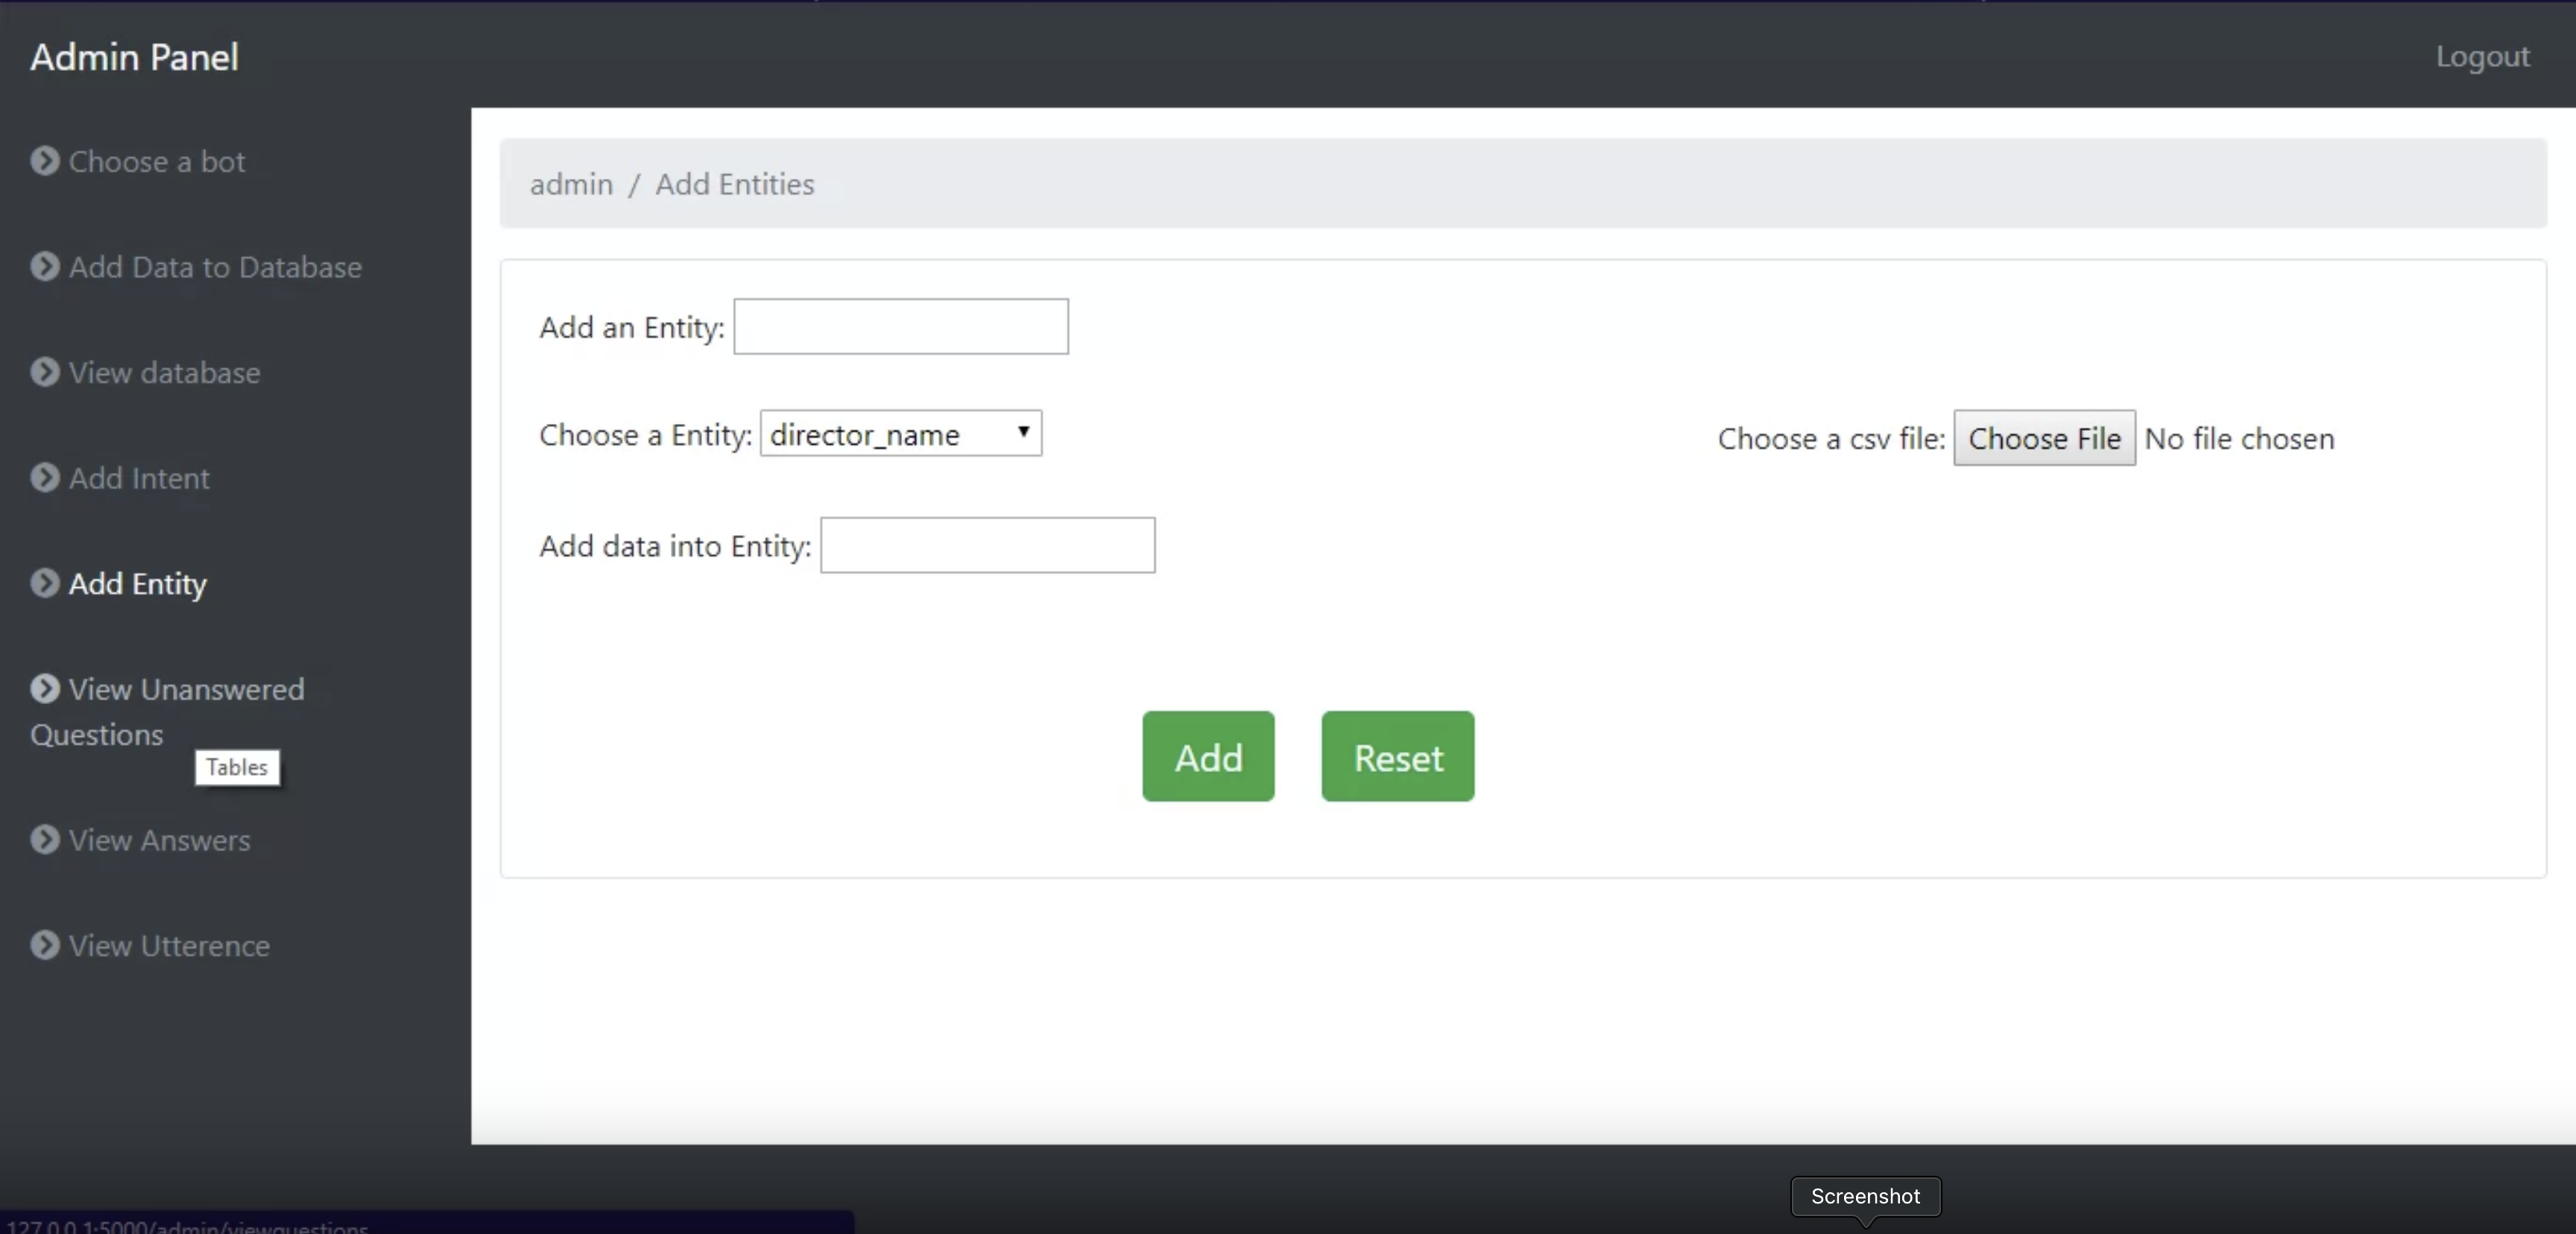 Admin Panel
Logout
Choose a bot
Add Data to Database
View database
Add Intent
Add Entity
View Unanswered
Questions
Tables
View Answers
View Utterence
admin / Add Entities
Add an Entity:
Choose a Entity: director_name
Choose a csv file: Choose File No file chosen
Add data into Entity:
Add Reset
Screenshot
127.0.0.1:5000/admin/viewquestions